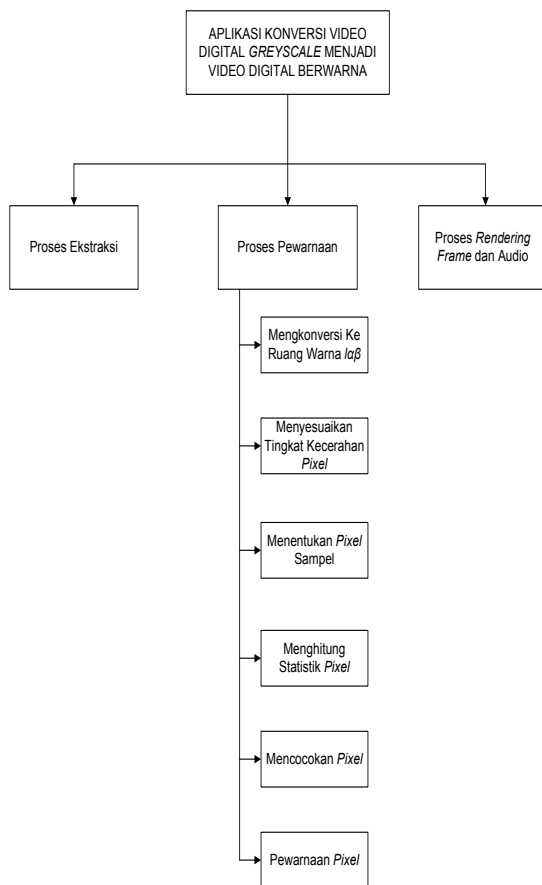 APLIKASI KONVERSI VIDEO
DIGITAL GREYSCALE MENJADI
VIDEO DIGITAL BERWARNA
Proses Ekstraksi
Proses Pewarnaan
Proses Rendering
Frame dan Audio
Mengkonversi Ke
Ruang Warna lαβ
Menyesuaikan
Tingkat Kecerahan
Pixel
Menentukan Pixel
Sampel
Menghitung
Statistik Pixel
Mencocokan Pixel
Pewarnaan Pixel